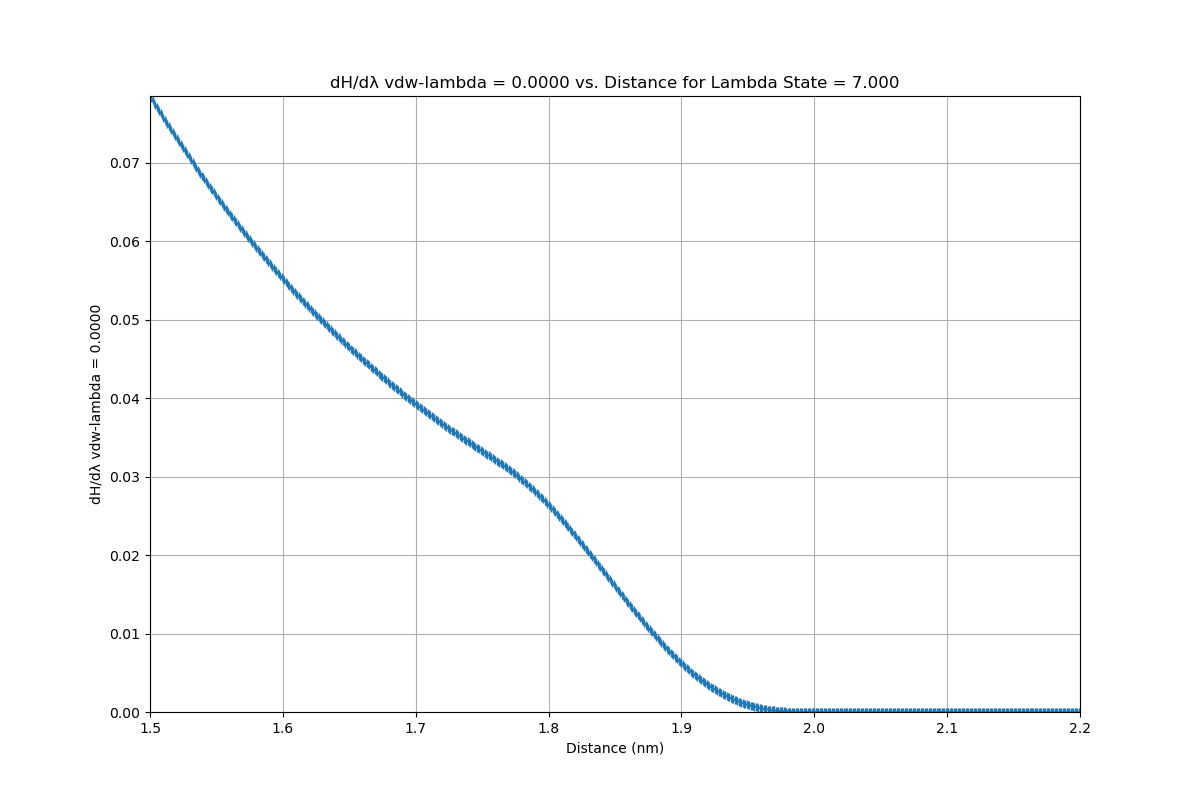 dH/dλ vdw-lambda = 0.0000 vs. Distance for Lambda State = 7.000
dH/dλ vdw-lambda = 0.0000
0.07
0.06
0.05
0.04
0.03
0.02
0.01
0.00
1.5 1.6 1.7 1.8 1.9 2.0 2.1 2.2
Distance (nm)